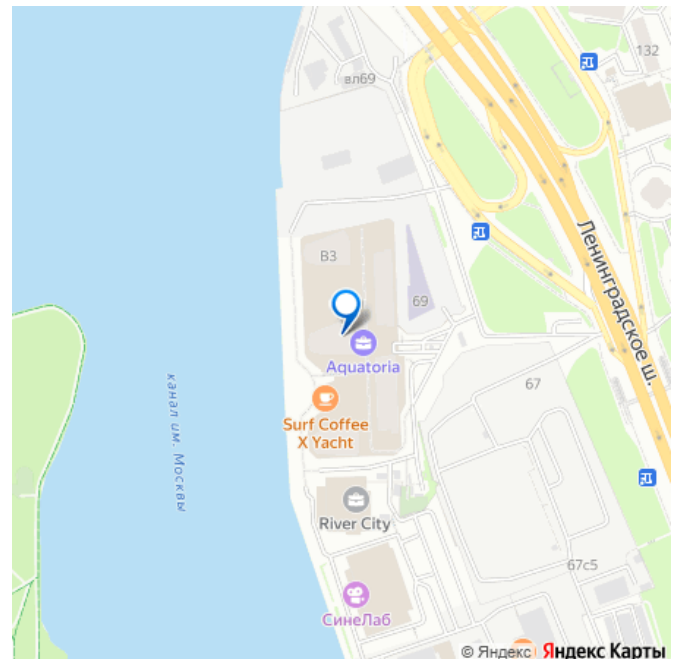 132
вл69
Ленинградское ш.
В3
69
Aquatoria
67
Surf Coffee
X Yacht
канал им. Москвы
River City
67с5
СинеЛаб
© Яндекс Яндекс Карты